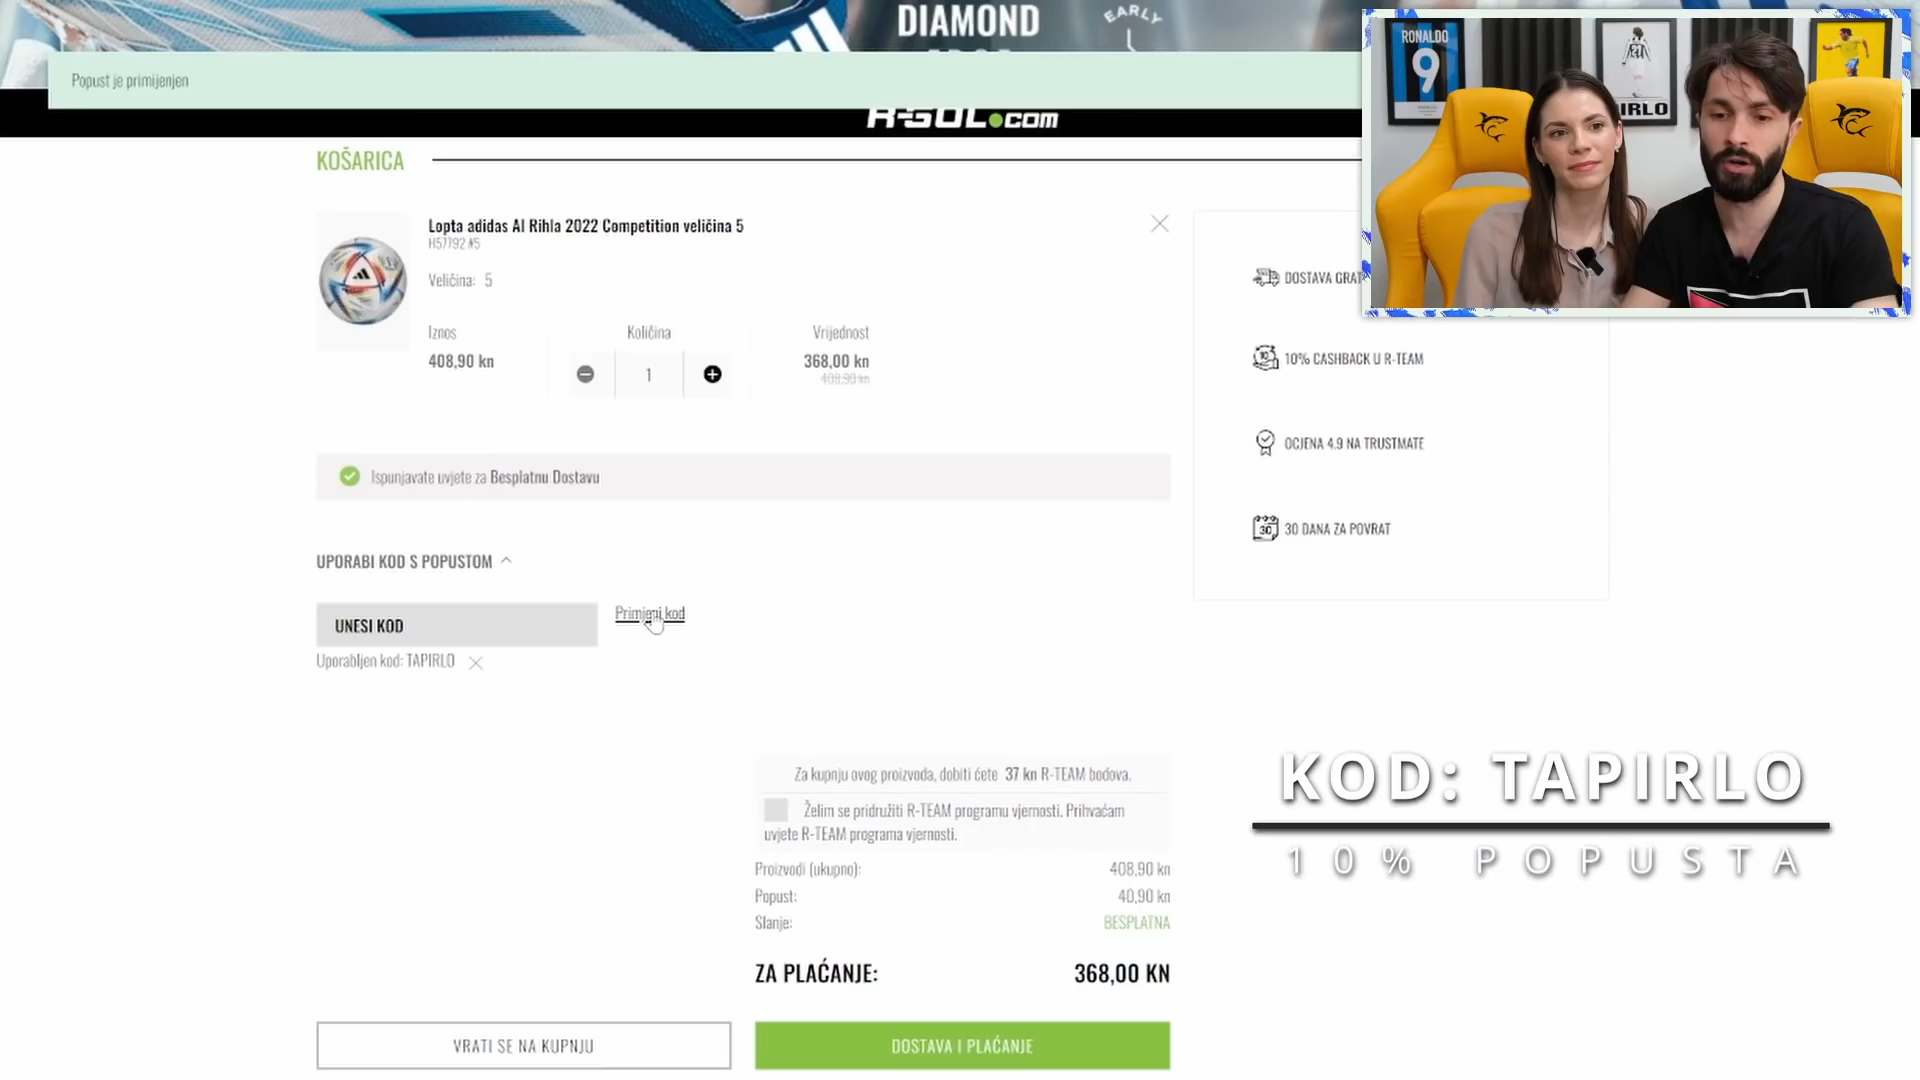 DIAMOND
EARLY
Popust je primijenjen
R-GOL.COM
RONALDO
9
IRLO
KOŠARICA
Lopta adidas Al Rihla 2022 Competition veličina 5
H57792 #5
Veličina: 5
Iznos
Količina
Vrijednost
408,90 kn
1
368,00 kn
408,90 kn
DOSTAVA GRAT
10% CASHBACK U R-TEAM
OCJENA 4.9 NA TRUSTMATE
30 DANA ZA POVRAT
Ispunjavate uvjete za Besplatnu Dostavu
UPORABI KOD S POPUSTOM
UNESI KOD
Primjeni kod
Uporabljen kod: TAPIRLO
Za kupnju ovog proizvoda, dobiti ćete 37 kn R-TEAM bodova.
Želim se pridružiti R-TEAM programu vjernosti. Prihvaćam
uvjete R-TEAM programa vjernosti.
Proizvodi (ukupno): 408,90 kn
Popust: 40,90 kn
Slanje: BESPLATNA
ZA PLAĆANJE: 368,00 KN
VRATI SE NA KUPNJU
DOSTAVA I PLAĆANJE
KOD: TAPIRLO
10% POPUSTA